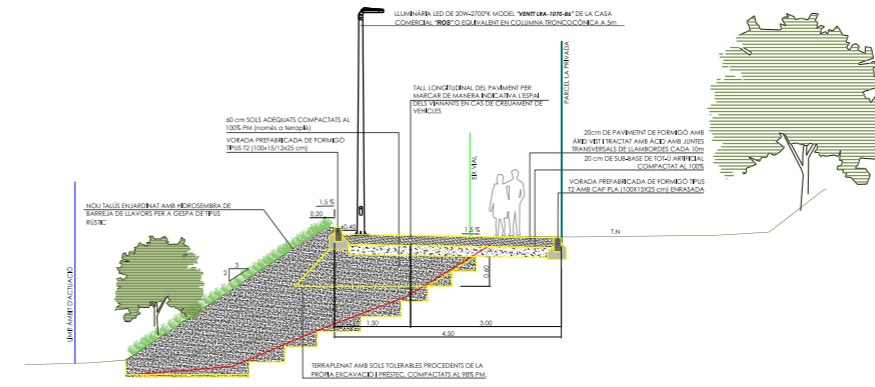 LLUMINÀRIA LED DE 20W-2700ºK MODEL "VENTI LRA-1070-86" DE LA CASA
COMERCIAL "ROS" O EQUIVALENT EN COLUMNA TRONCOCÒNICA A 5m
TALL LONGITUDINAL DEL PAVIMENT PER
MARCAR DE MANERA INDICATIVA L'ESPAI
DELS VIANANTS EN CAS DE CREUAMENT DE
VEHICLES
PARCEL·LA PRIVADA
60 cm SOLS ADEQUATS COMPACTATS AL
100% PM (només a terraplè)
VORADA PREFABRICADA DE FORMIGÓ
TIPUS T2 (100x15/12x25 cm)
EIX VIAL
20cm DE PAVIMETNT DE FORMIGÓ AMB
ÀRID VIST I TRACTAT AMB ÀCID AMB JUNTES
TRANSVERSALS DE LLAMBORDES CADA 10m
20 cm DE SUB-BASE DE TOT-Ú ARTIFICIAL
COMPACTAT AL 100%
VORADA PREFABRICADA DE FORMIGÓ TIPUS
T2 AMB CAP PLA (100X15X25 cm) ENRASADA
NOU TALÚS ENJARDINAT AMB HIDROSEMBRA DE
BARREJA DE LLAVORS PER A GESPA DE TIPUS
RÚSTIC
1,5 %
0.20
+0.40
1,5 %
T.N
3
2
0.60
LÍMIT ÀMBIT D'ACTUACIÓ
1.50
3.00
4.50
TERRAPLENAT AMB SOLS TOLERABLES PROCEDENTS DE LA
PRÒPIA EXCAVACIÓ I PRÉSTEC, COMPACTATS AL 98% PM.